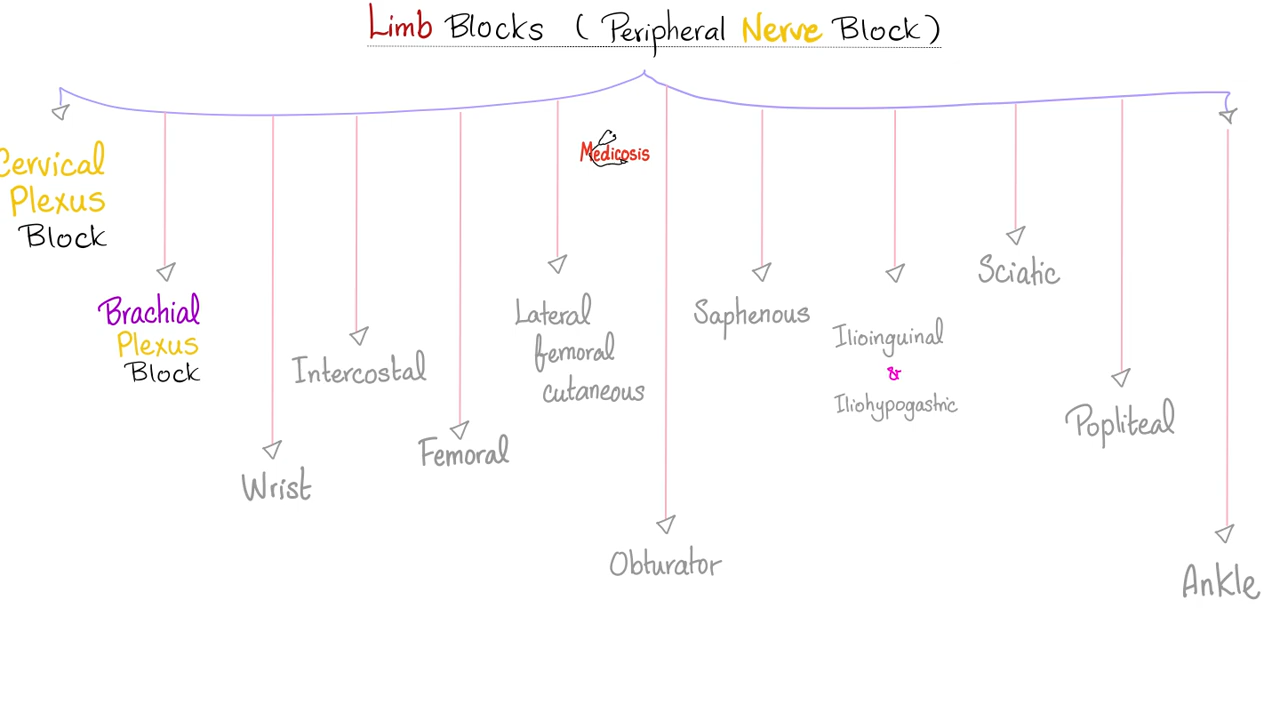 Limb Blocks ( Peripheral Nerve Block )
Medicosis
Cervical
Plexus
Block
Brachial
Plexus
Block
Wrist
Intercostal
Femoral
Lateral
femoral
cutaneous
Obturator
Saphenous
Ilioinguinal
&
Iliohypogastric
Sciatic
Popliteal
Ankle